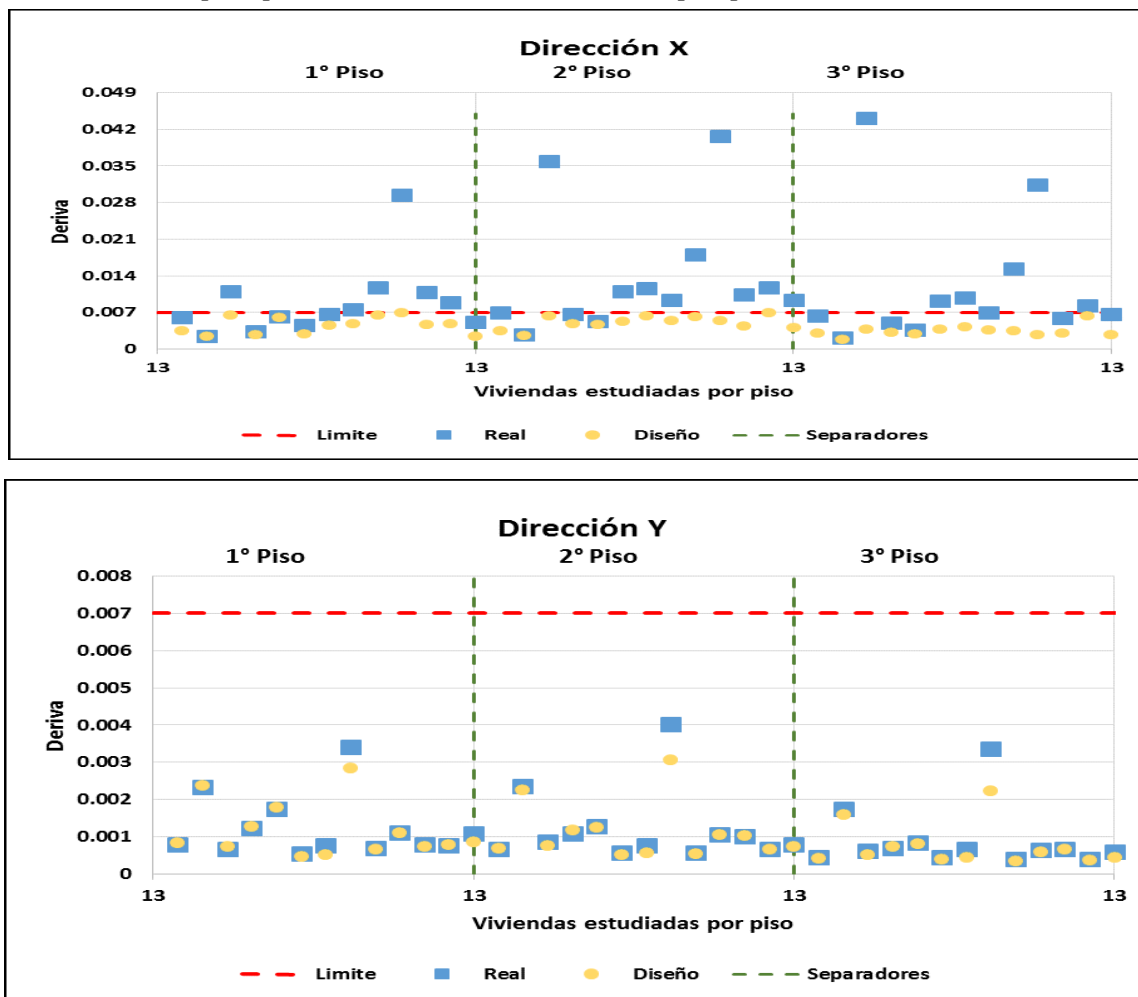 Dirección X
1° Piso 2° Piso 3° Piso
0.049
0.042
0.035
0.028
0.021
0.014
0.007
0
Deriva
13 13 13 13
Viviendas estudiadas por piso
Limite Real Diseño Separadores
Dirección Y
1° Piso 2° Piso 3° Piso
0.008
0.007
0.006
0.005
0.004
0.003
0.002
0.001
0
Deriva
13 13 13 13
Viviendas estudiadas por piso
Limite Real Diseño Separadores